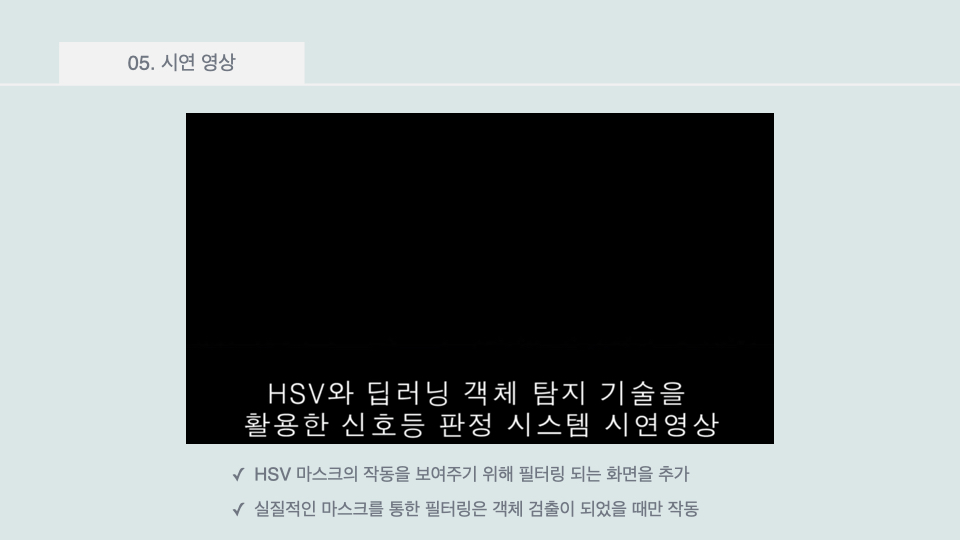 05. 시연 영상
HSV와 딥러닝 객체 탐지 기술을
활용한 신호등 판정 시스템 시연영상
✓ HSV 마스크의 작동을 보여주기 위해 필터링 되는 화면을 추가
✓ 실질적인 마스크를 통한 필터링은 객체 검출이 되었을 때만 작동